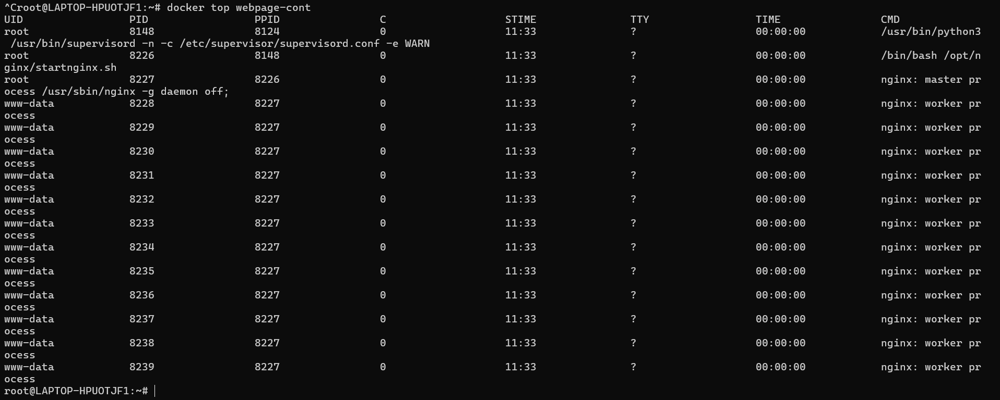 ^Croot@LAPTOP-HPUOTJF1:~# docker top webpage-cont
UID                 PID                 PPID                C                   STIME               TTY                 TIME                CMD
root                8148                8124                0                   11:33               ?                   00:00:00            /usr/bin/python3
 /usr/bin/supervisord -n -c /etc/supervisor/supervisord.conf -e WARN
root                8226                8148                0                   11:33               ?                   00:00:00            /bin/bash /opt/n
ginx/startnginx.sh
root                8227                8226                0                   11:33               ?                   00:00:00            nginx: master pr
ocess /usr/sbin/nginx -g daemon off;
www-data            8228                8227                0                   11:33               ?                   00:00:00            nginx: worker pr
ocess
www-data            8229                8227                0                   11:33               ?                   00:00:00            nginx: worker pr
ocess
www-data            8230                8227                0                   11:33               ?                   00:00:00            nginx: worker pr
ocess
www-data            8231                8227                0                   11:33               ?                   00:00:00            nginx: worker pr
ocess
www-data            8232                8227                0                   11:33               ?                   00:00:00            nginx: worker pr
ocess
www-data            8233                8227                0                   11:33               ?                   00:00:00            nginx: worker pr
ocess
www-data            8234                8227                0                   11:33               ?                   00:00:00            nginx: worker pr
ocess
www-data            8235                8227                0                   11:33               ?                   00:00:00            nginx: worker pr
ocess
www-data            8236                8227                0                   11:33               ?                   00:00:00            nginx: worker pr
ocess
www-data            8237                8227                0                   11:33               ?                   00:00:00            nginx: worker pr
ocess
www-data            8238                8227                0                   11:33               ?                   00:00:00            nginx: worker pr
ocess
www-data            8239                8227                0                   11:33               ?                   00:00:00            nginx: worker pr
ocess
root@LAPTOP-HPUOTJF1:~#